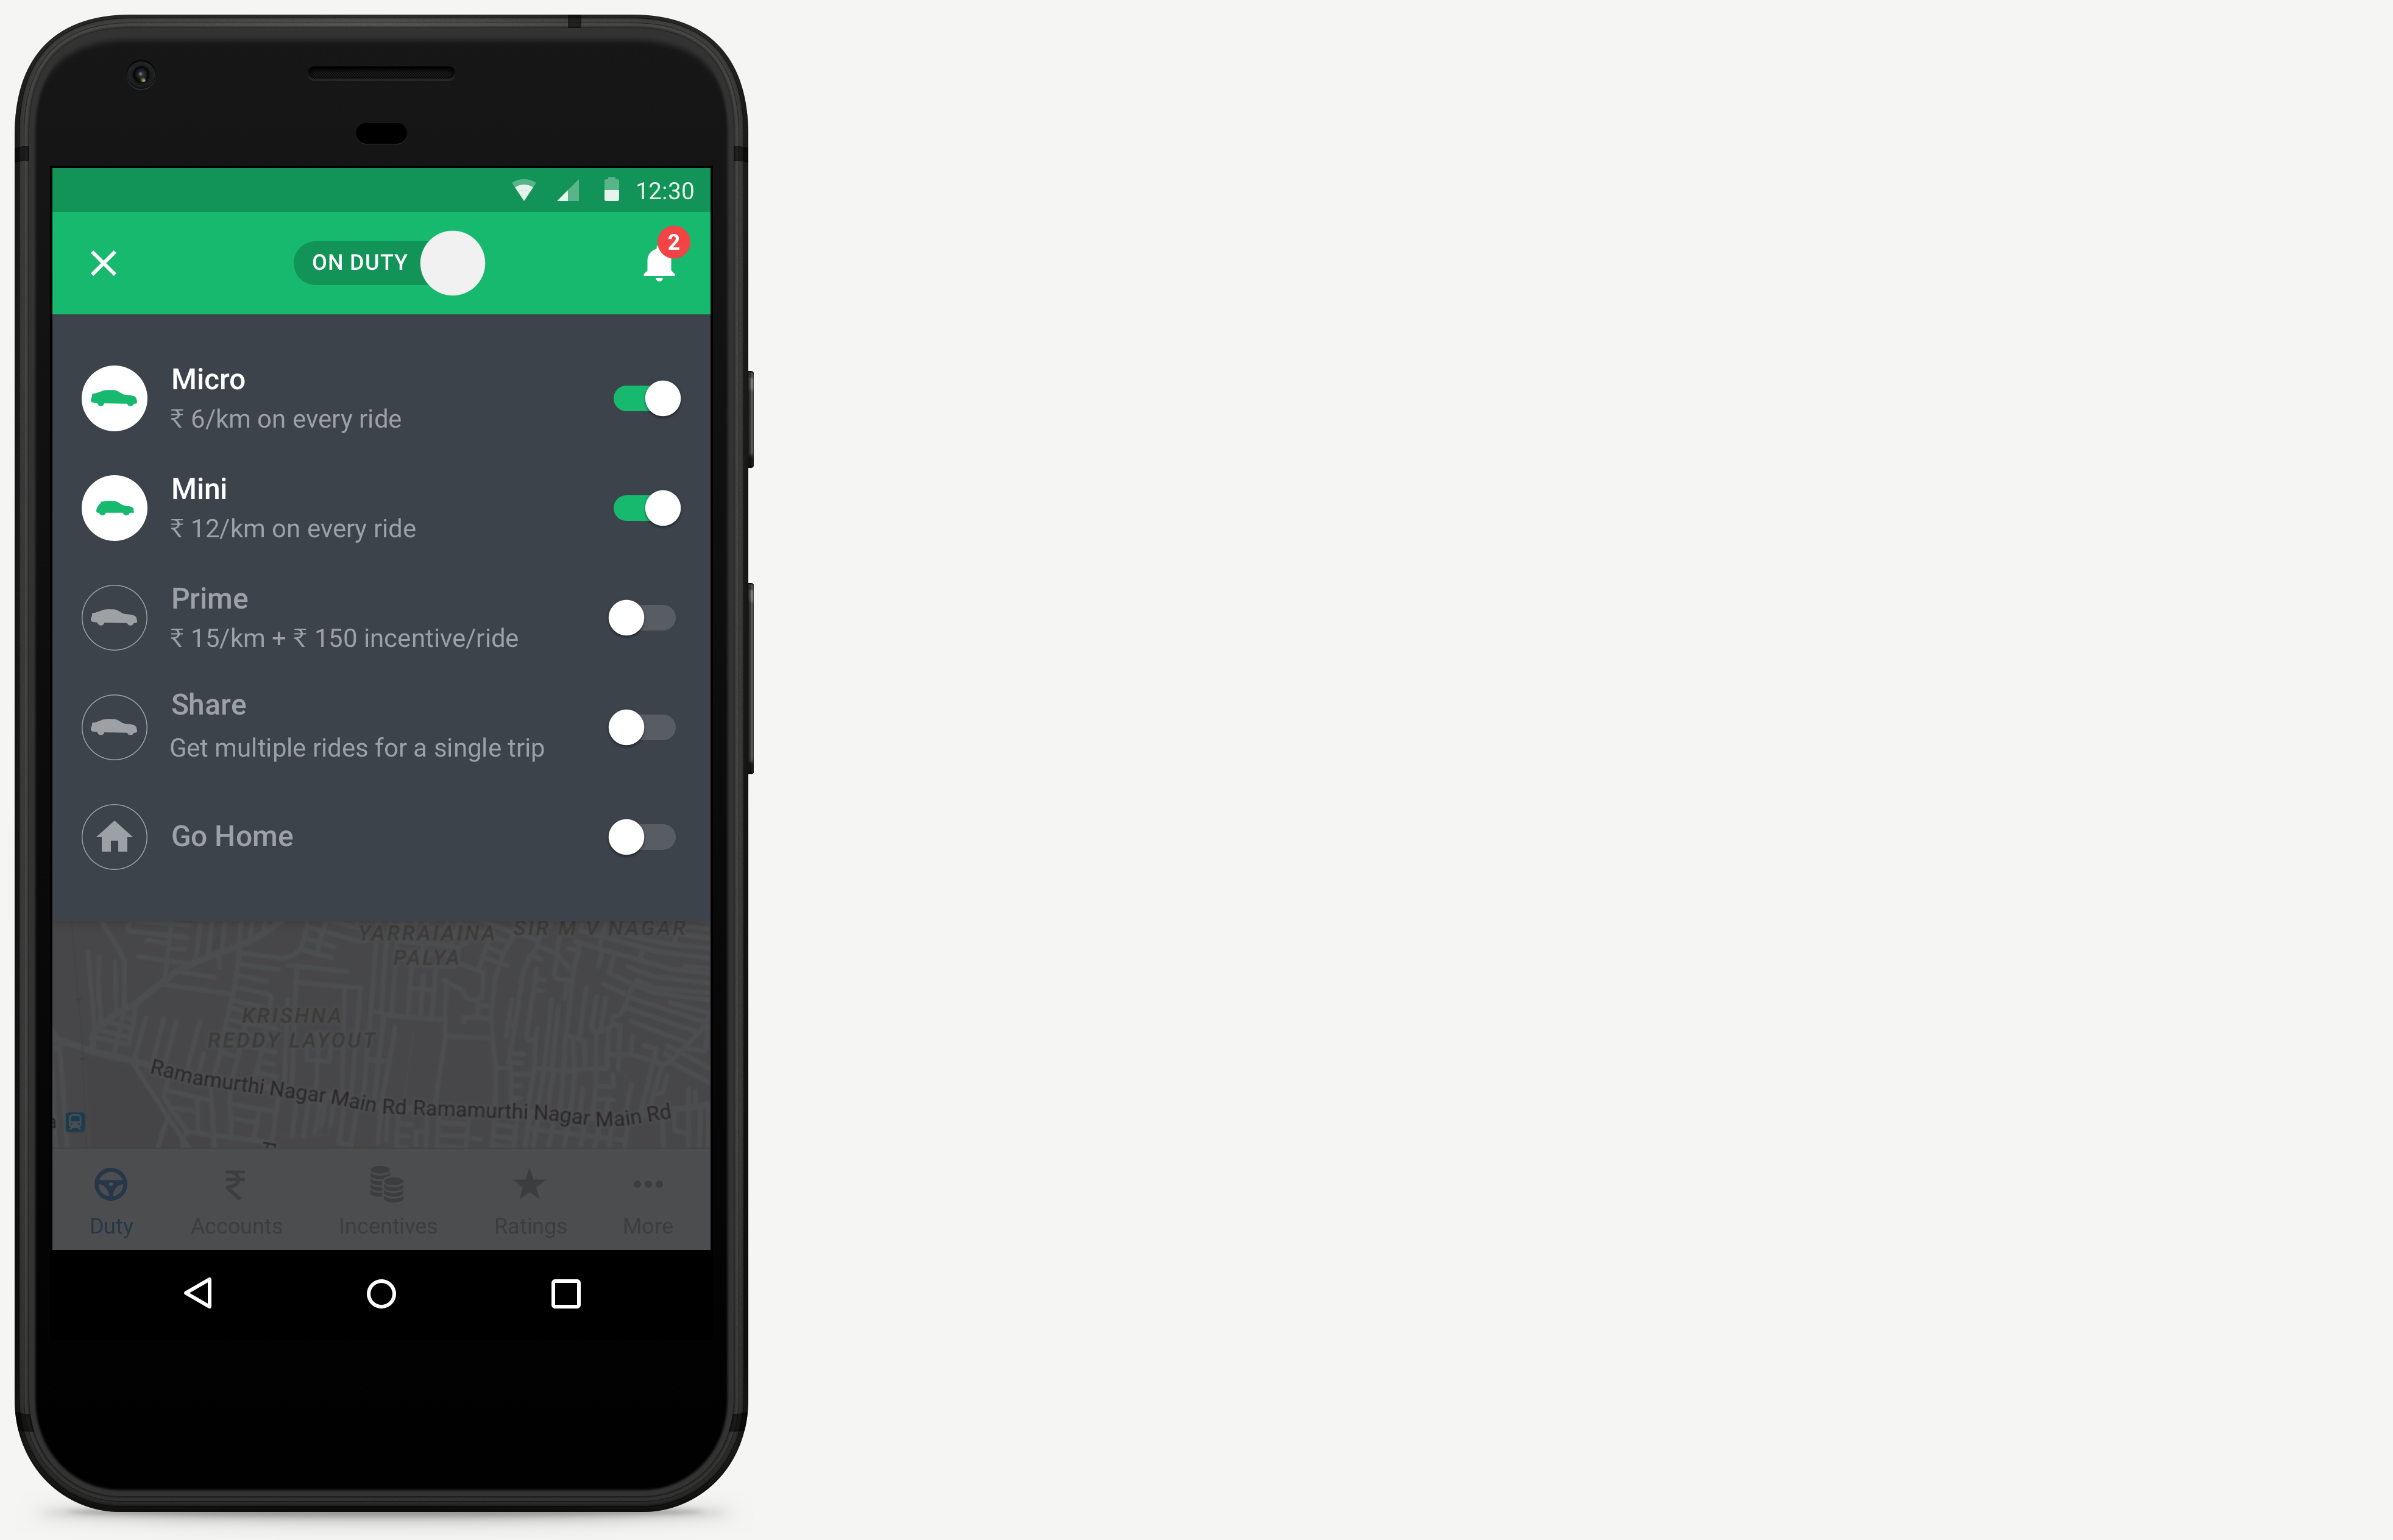 12:30
ON DUTY
2
Micro
₹ 6/km on every ride
Mini
₹ 12/km on every ride
Prime
₹ 15/km + ₹ 150 incentive/ride
Share
Get multiple rides for a single trip
Go Home
YARRAIAINA
PALYA
SIR M V NAGAR
KRISHNA
REDDY LAYOUT
Ramamurthi Nagar Main Rd Ramamurthi Nagar Main Rd
Duty
Accounts
Incentives
Ratings
More